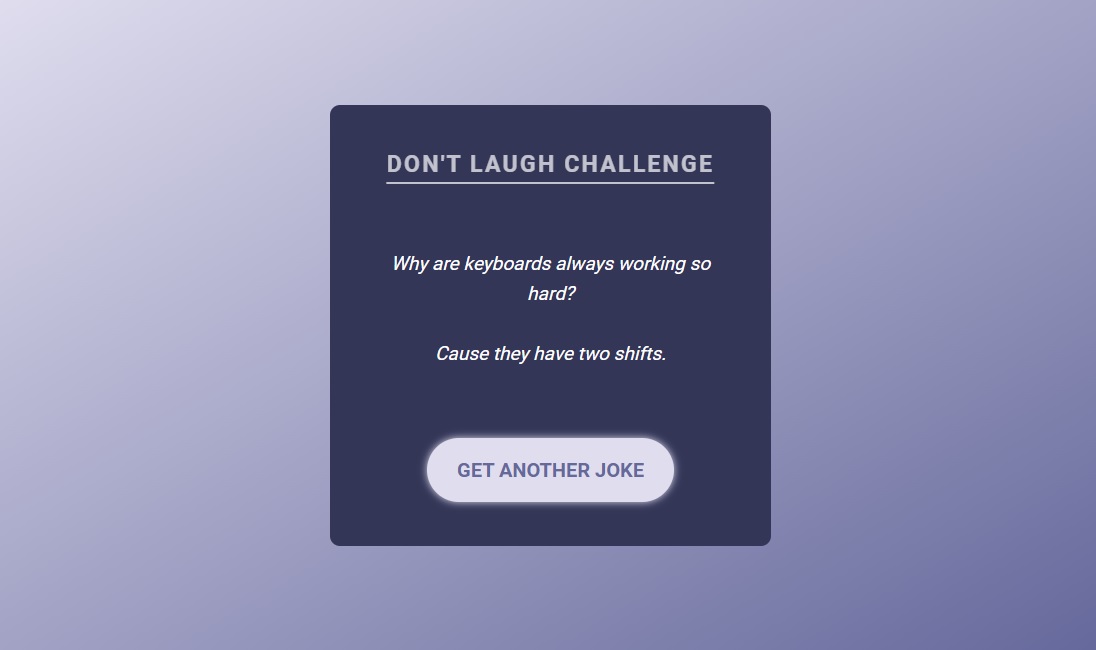 DON'T LAUGH CHALLENGE
Why are keyboards always working so
hard?
Cause they have two shifts.
GET ANOTHER JOKE